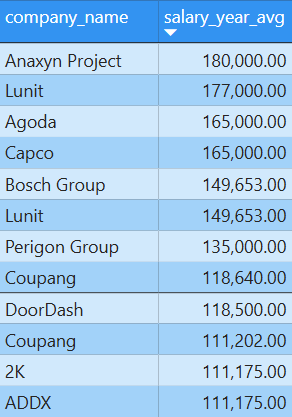 company_name salary_year_avg
Anaxyn Project 180,000.00
Lunit 177,000.00
Agoda 165,000.00
Capco 165,000.00
Bosch Group 149,653.00
Lunit 149,653.00
Perigon Group 135,000.00
Coupang 118,640.00
DoorDash 118,500.00
Coupang 111,202.00
2K 111,175.00
ADDX 111,175.00